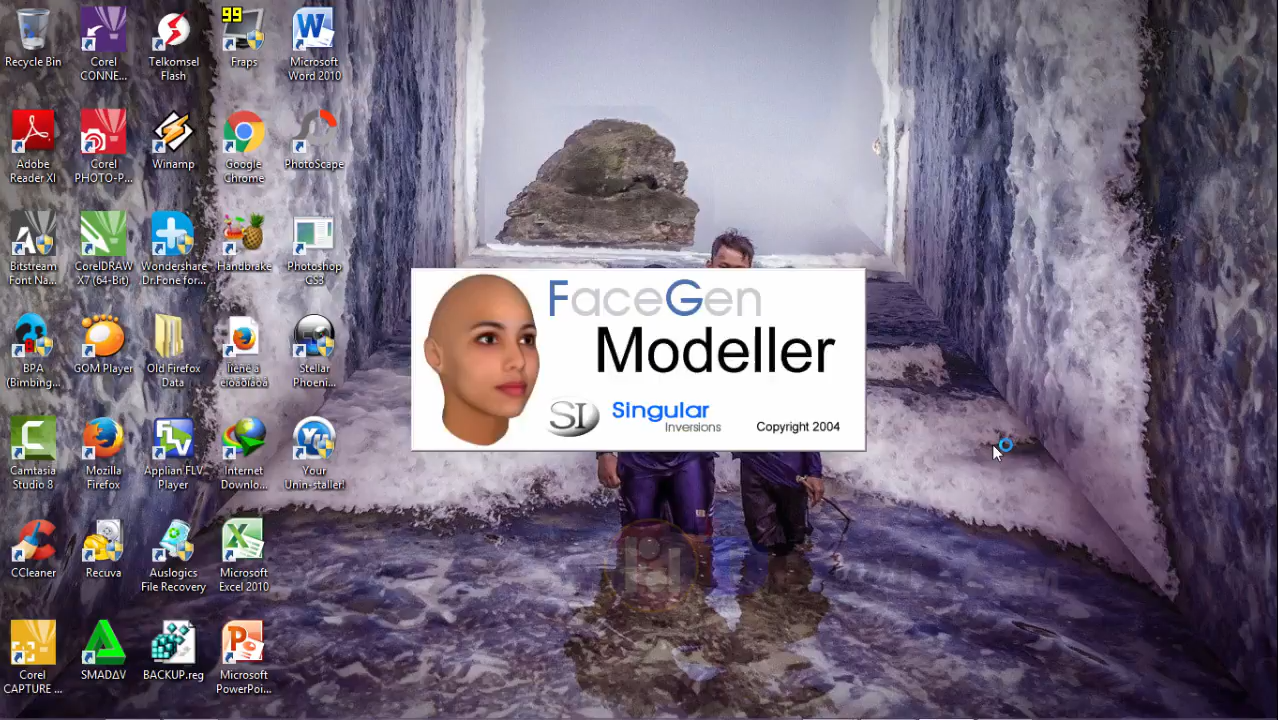 Recycle Bin
Corel
CONNE...
Telkomsel
Flash
99
Fraps
W
Microsoft
Word 2010
Adobe
Reader XI
Corel
PHOTO-P...
Winamp
Google
Chrome
PhotoScape
Bitstream
Font Na...
CorelDRAW
X7 (64-Bit)
Wondershare
Dr.Fone for...
Handbrake
Photoshop
CS3
BPA
(Bimbing...
GOM Player
Old Firefox
Data
Stellar
Phoeni...
Camtasia
Studio 8
Mozilla
Firefox
FLV
Applian FLV
Player
Internet
Downlo...
YU
Your
Unin-staller!
CCleaner
Recuva
Auslogics
File Recovery
Microsoft
Excel 2010
Corel
CAPTURE ...
SMADΔV
BACKUP.reg
Microsoft
PowerPoi...
FaceGen
Modeller
SI
Singular
Inversions
Copyright 2004